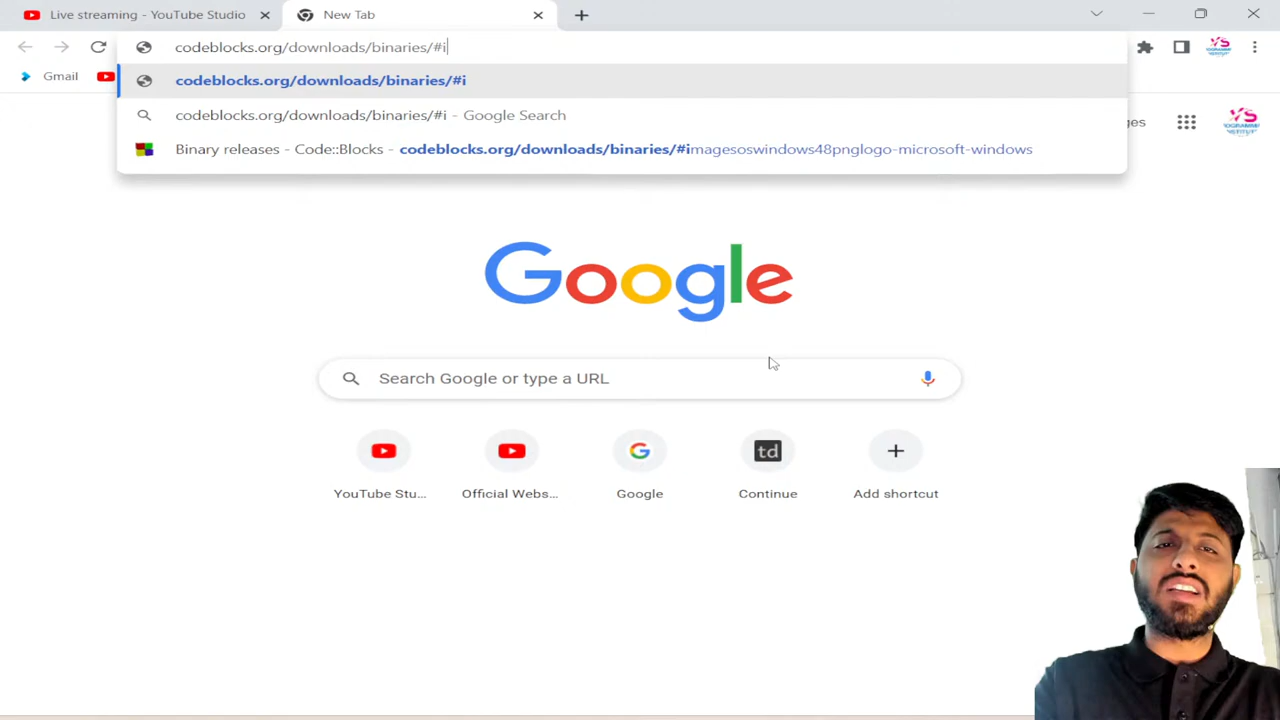 Live streaming - YouTube Studio
New Tab
codeblocks.org/downloads/binaries/#i
Gmail
codeblocks.org/downloads/binaries/#i
codeblocks.org/downloads/binaries/#i - Google Search
Binary releases - Code::Blocks - codeblocks.org/downloads/binaries/#imagesoswindows48pnglogo-microsoft-windows
ges
Google
Search Google or type a URL
td
YouTube Stu...
Official Webs...
Google
Continue
Add shortcut